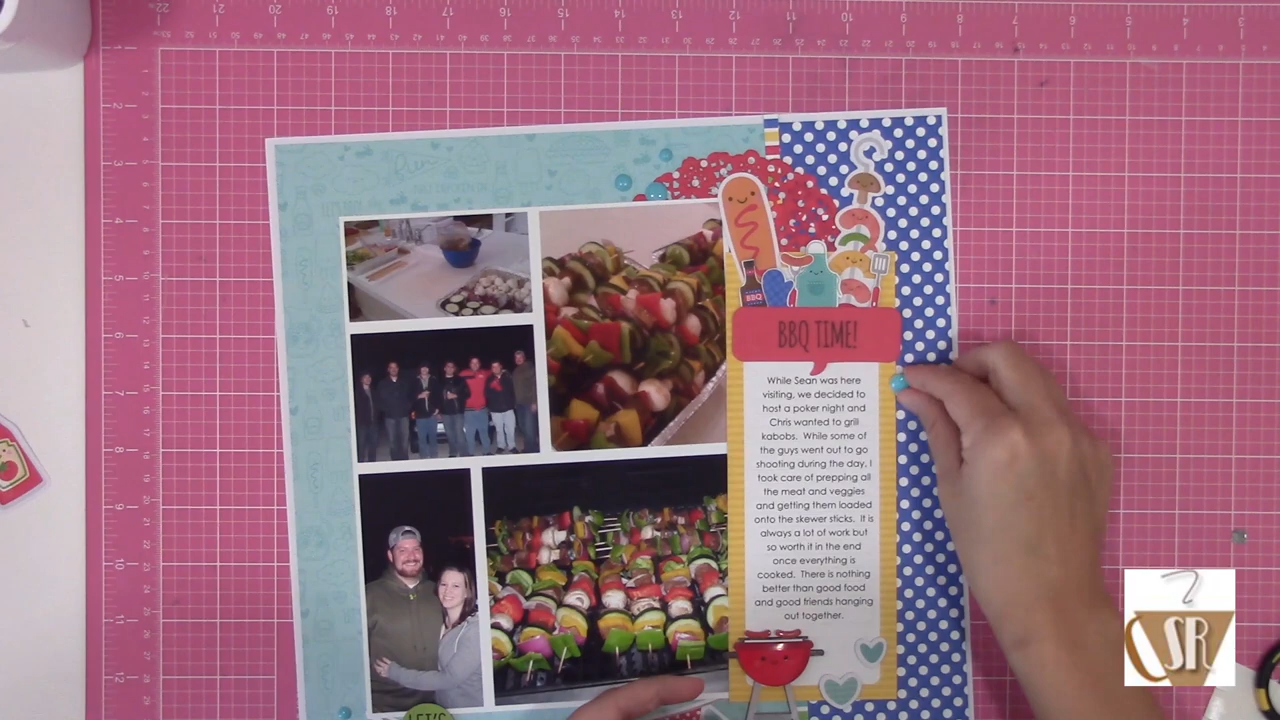 fun
BBQ
BBQ TIME!
While Sean was here
visiting, we decided to
host a poker night and
Chris wanted to grill
kabobs. While some of
the guys went out to go
shooting during the day, I
took care of prepping all
the meat and veggies
and getting them loaded
onto the skewer sticks. It is
always a lot of work but
so worth it in the end
once everything is
cooked. There is nothing
better than good food
and good friends hanging
out together.
LET'S
SR